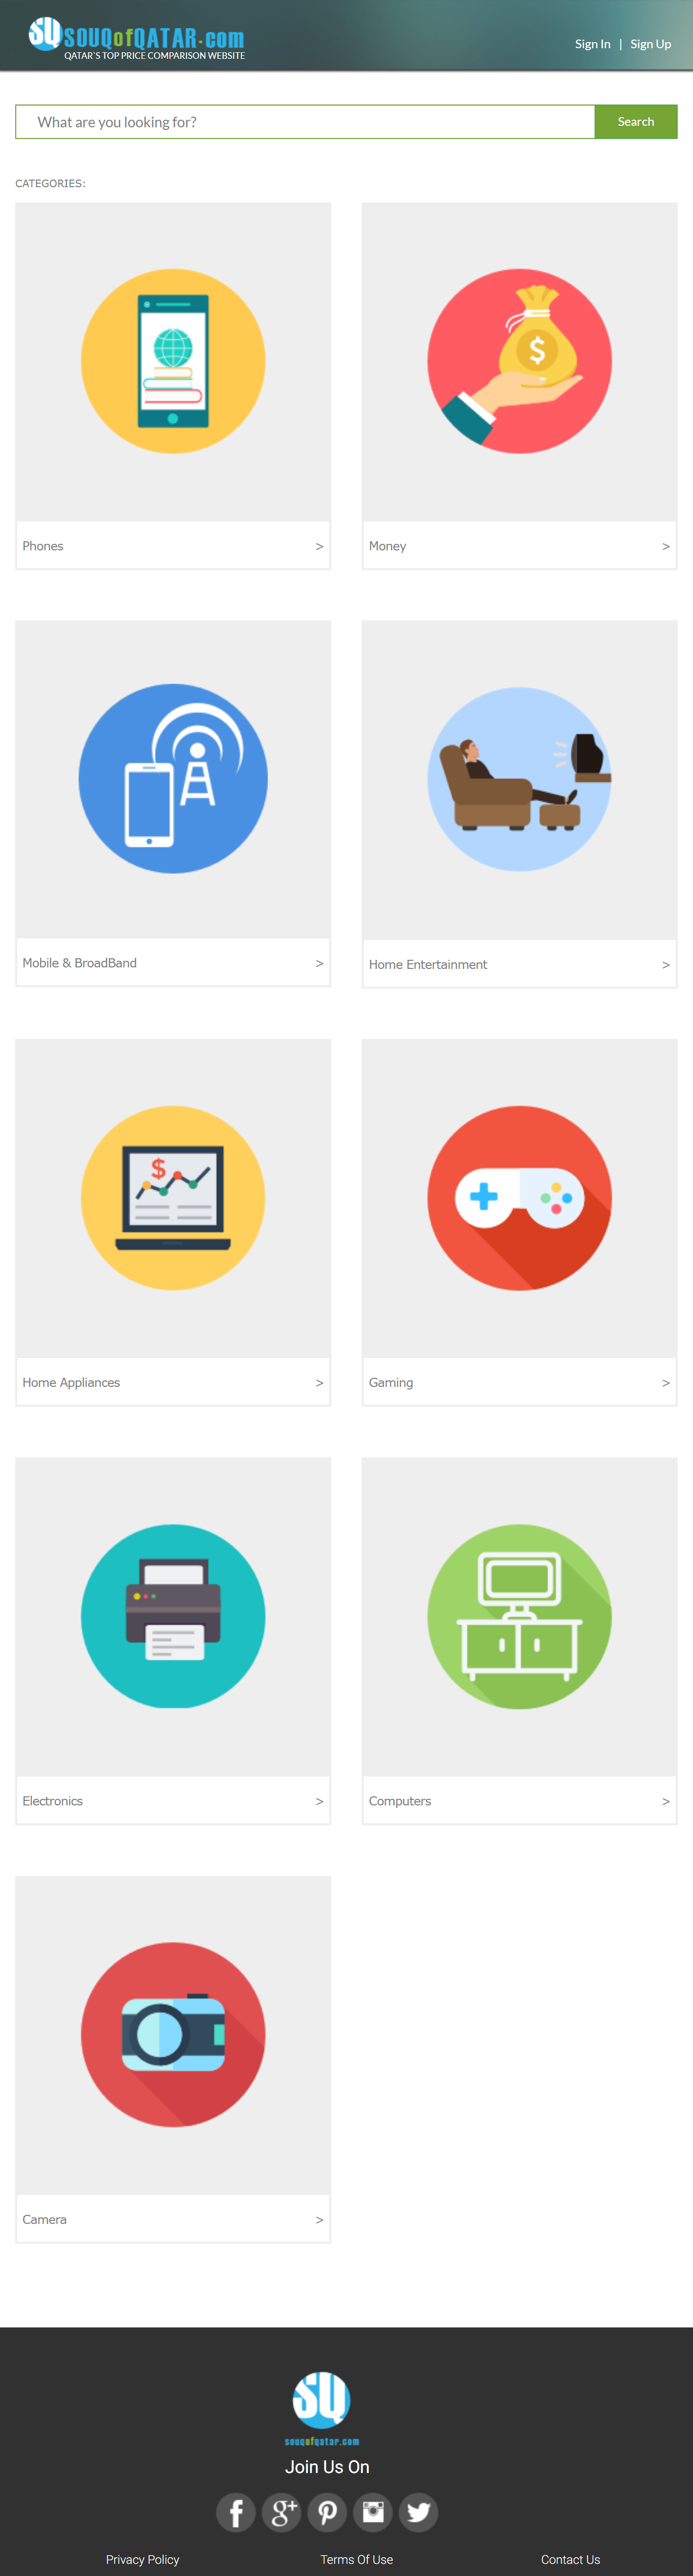 SQ SOUQofQATAR.com
QATAR`S TOP PRICE COMPARISON WEBSITE
Sign In | Sign Up
What are you looking for?
Search
CATEGORIES:
$
Phones >
Money >
Mobile & BroadBand >
Home Entertainment >
$
Home Appliances >
Gaming >
Electronics >
Computers >
Camera >
SQ
souqofqatar.com
Join Us On
f g+ p
Privacy Policy
Terms Of Use
Contact Us